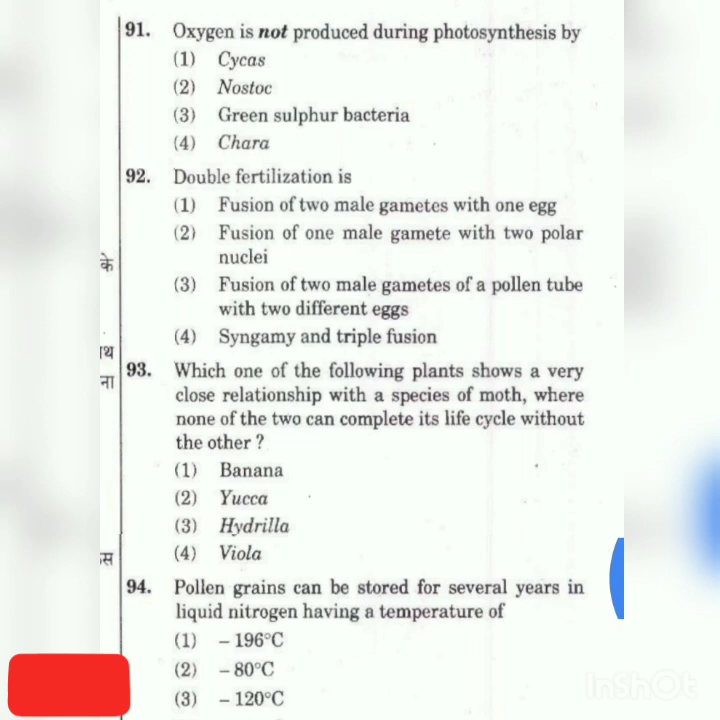 91. Oxygen is not produced during photosynthesis by
(1) Cycas
(2) Nostoc
(3) Green sulphur bacteria
(4) Chara
92. Double fertilization is
(1) Fusion of two male gametes with one egg
(2) Fusion of one male gamete with two polar
nuclei
(3) Fusion of two male gametes of a pollen tube
with two different eggs
(4) Syngamy and triple fusion
93. Which one of the following plants shows a very
close relationship with a species of moth, where
none of the two can complete its life cycle without
the other ?
(1) Banana
(2) Yucca
(3) Hydrilla
(4) Viola
94. Pollen grains can be stored for several years in
liquid nitrogen having a temperature of
(1) – 196°C
(2) – 80°C
(3) – 120°C
के
ना
InShOt